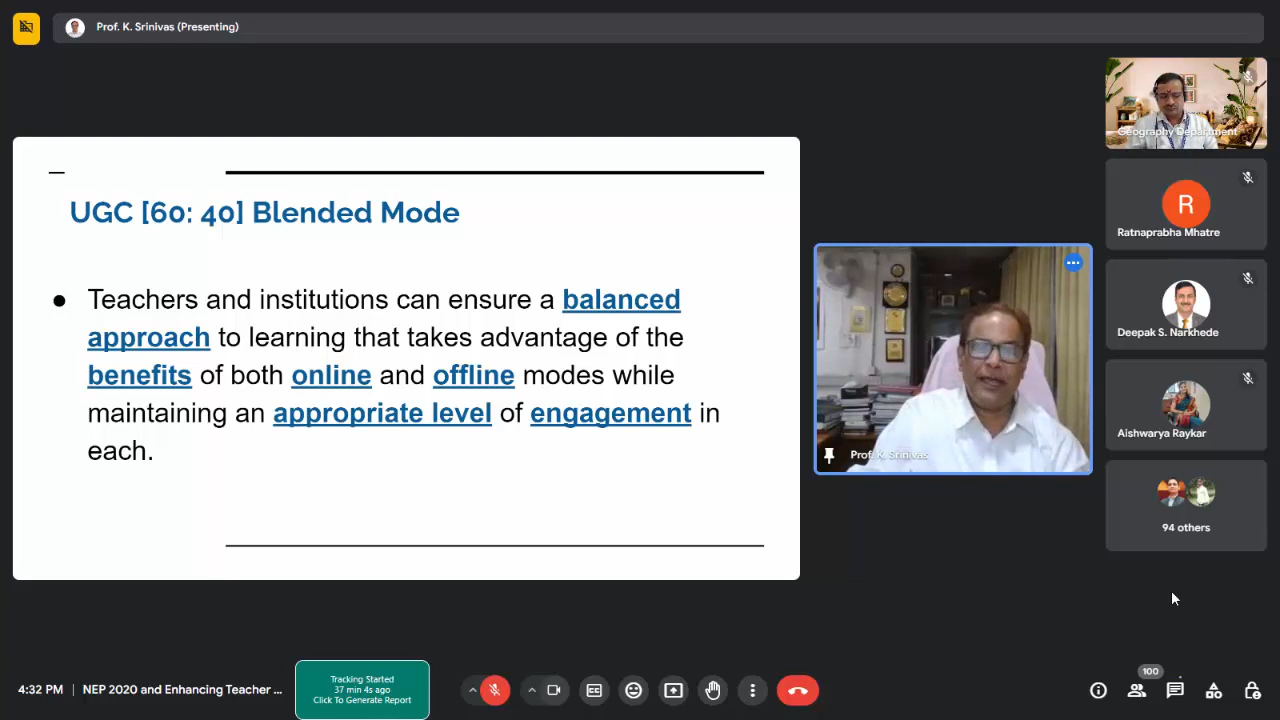 Prof. K. Srinivas (Presenting)
UGC [60: 40] Blended Mode
● Teachers and institutions can ensure a balanced
approach to learning that takes advantage of the
benefits of both online and offline modes while
maintaining an appropriate level of engagement in
each.
Prof. K. Srinivas
Geography Department
Ratnaprabha Mhatre
R
Deepak S. Narkhede
Aishwarya Raykar
94 others
4:32 PM | NEP 2020 and Enhancing Teacher ...
Tracking Started
37 min 4s ago
Click To Generate Report
CC
100